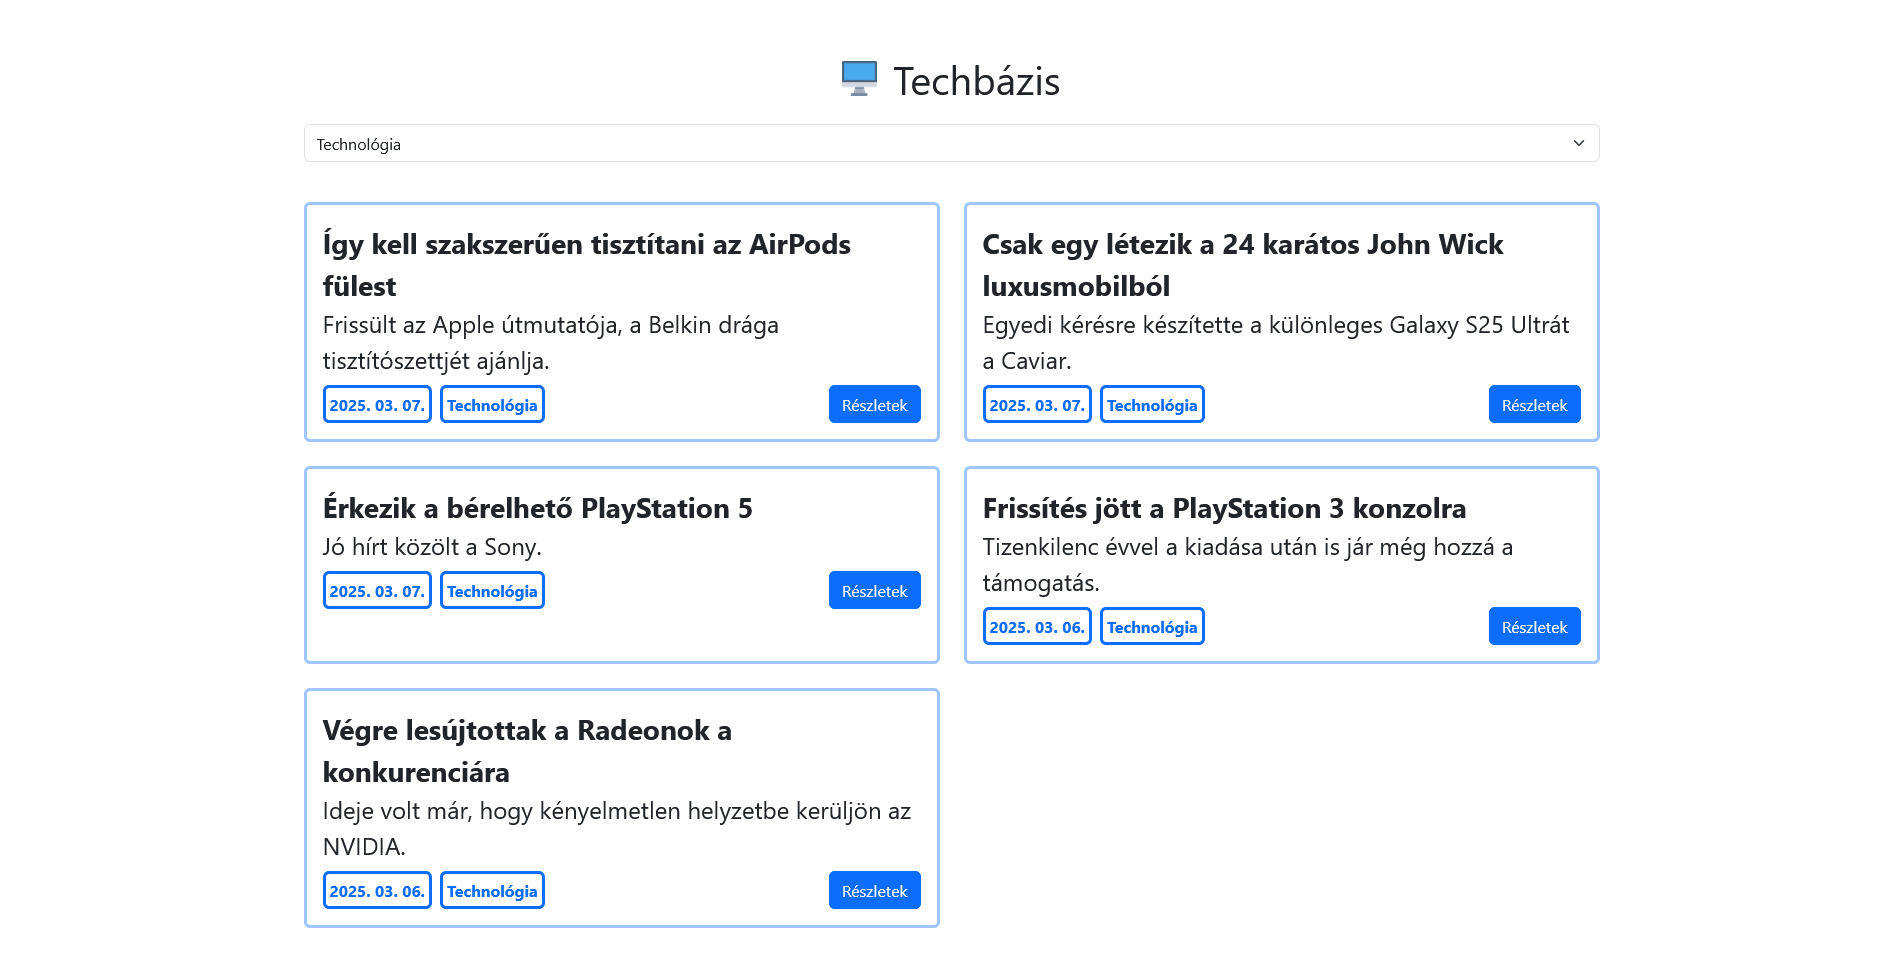 Techbázis
Technológia
Így kell szakszerűen tisztítani az AirPods
fülest
Frissült az Apple útmutatója, a Belkin drága
tisztítószettjét ajánlja.
2025. 03. 07. Technológia Részletek
Csak egy létezik a 24 karátos John Wick
luxusmobilból
Egyedi kérésre készítette a különleges Galaxy S25 Ultrát
a Caviar.
2025. 03. 07. Technológia Részletek
Érkezik a bérelhető PlayStation 5
Jó hírt közölt a Sony.
2025. 03. 07. Technológia Részletek
Frissítés jött a PlayStation 3 konzolra
Tizenkilenc évvel a kiadása után is jár még hozzá a
támogatás.
2025. 03. 06. Technológia Részletek
Végre lesújtottak a Radeonok a
konkurenciára
Ideje volt már, hogy kényelmetlen helyzetbe kerüljön az
NVIDIA.
2025. 03. 06. Technológia Részletek